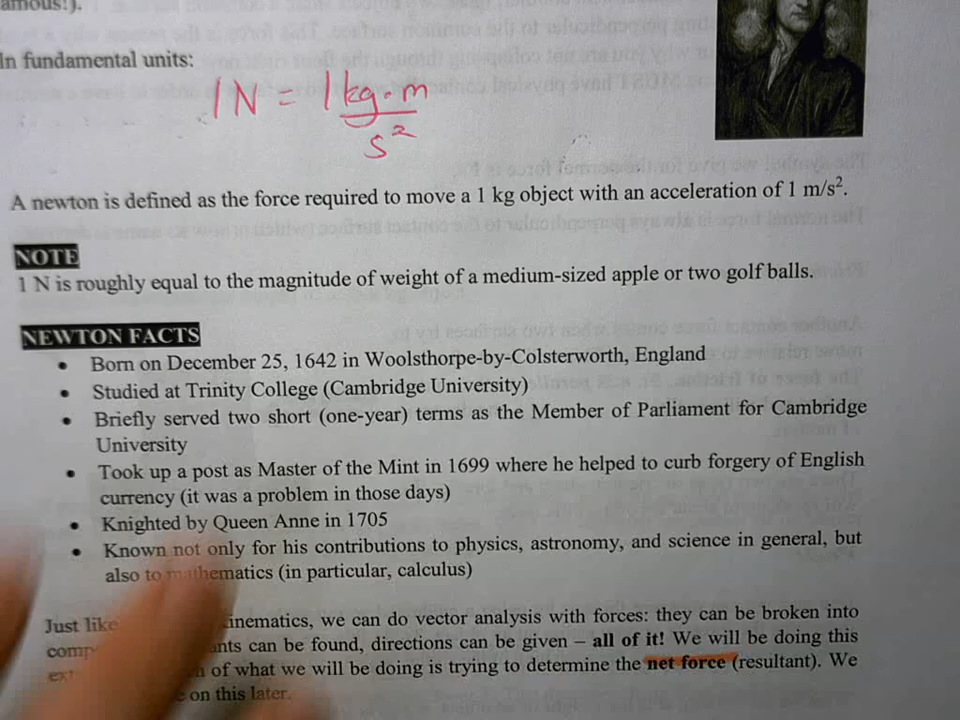 In fundamental units:
1 N = 1 kg·m
s²
A newton is defined as the force required to move a 1 kg object with an acceleration of 1 m/s².
NOTE
1 N is roughly equal to the magnitude of weight of a medium-sized apple or two golf balls.
NEWTON FACTS
• Born on December 25, 1642 in Woolsthorpe-by-Colsterworth, England
• Studied at Trinity College (Cambridge University)
• Briefly served two short (one-year) terms as the Member of Parliament for Cambridge
University
• Took up a post as Master of the Mint in 1699 where he helped to curb forgery of English
currency (it was a problem in those days)
• Knighted by Queen Anne in 1705
• Known not only for his contributions to physics, astronomy, and science in general, but
also to mathematics (in particular, calculus)
Just like kinematics, we can do vector analysis with forces: they can be broken into
can be found, directions can be given – all of it! We will be doing this
of what we will be doing is trying to determine the net force (resultant). We
on this later.